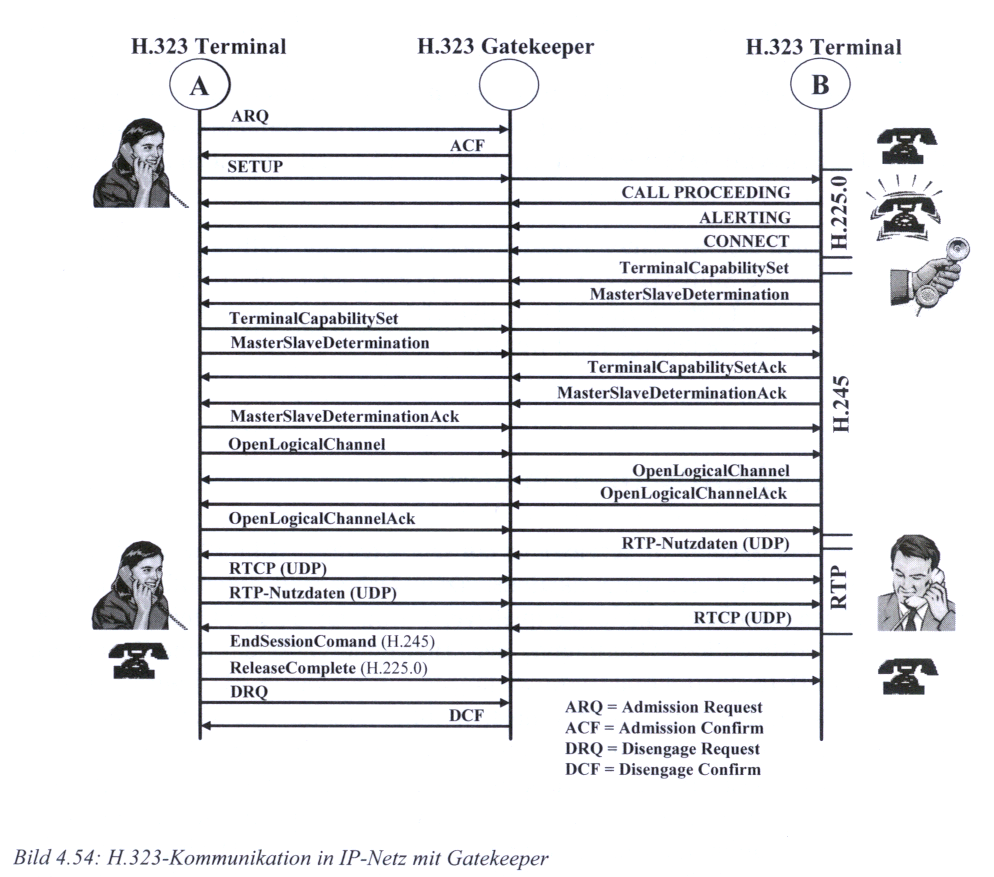 H.323 Terminal H.323 Gatekeeper H.323 Terminal
A B
ARQ
ACF
SETUP
CALL PROCEEDING
ALERTING
CONNECT
H.225.0
TerminalCapabilitySet
MasterSlaveDetermination
TerminalCapabilitySet
MasterSlaveDetermination
TerminalCapabilitySetAck
MasterSlaveDeterminationAck
MasterSlaveDeterminationAck
OpenLogicalChannel
OpenLogicalChannel
OpenLogicalChannelAck
OpenLogicalChannelAck
H.245
RTP-Nutzdaten (UDP)
RTCP (UDP)
RTP-Nutzdaten (UDP)
RTCP (UDP)
RTP
EndSessionComand (H.245)
ReleaseComplete (H.225.0)
DRQ
DCF
ARQ = Admission Request
ACF = Admission Confirm
DRQ = Disengage Request
DCF = Disengage Confirm
Bild 4.54: H.323-Kommunikation in IP-Netz mit Gatekeeper